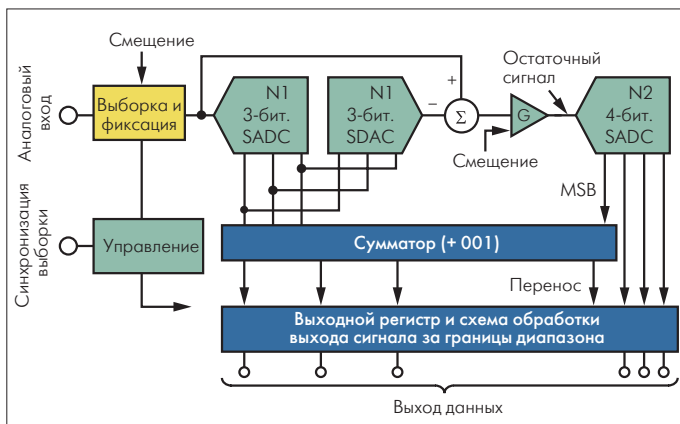 Смещение
Аналоговый
вход
Выборка и
фиксация
N1
3-бит.
SADC
N1
3-бит.
SDAC
+
–
Σ
G
Остаточный
сигнал
N2
4-бит.
SADC
Смещение
MSB
Синхронизация
выборки
Управление
Сумматор (+ 001)
Перенос
Выходной регистр и схема обработки
выхода сигнала за границы диапазона
Выход данных